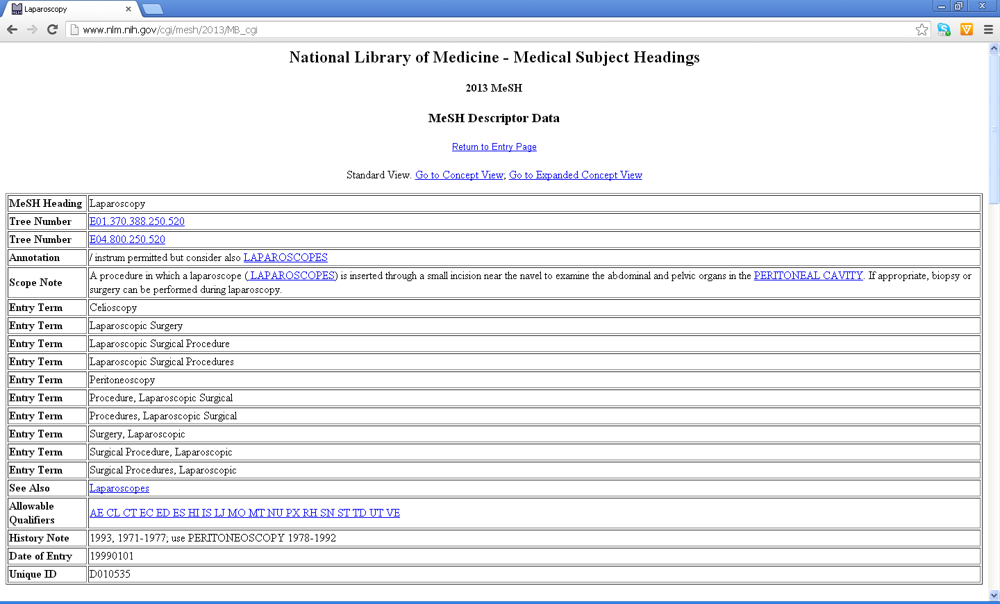 Laparoscopy
www.nlm.nih.gov/cgi/mesh/2013/MB_cgi
National Library of Medicine - Medical Subject Headings
2013 MeSH
MeSH Descriptor Data
Return to Entry Page
Standard View. Go to Concept View; Go to Expanded Concept View
MeSH Heading Laparoscopy
Tree Number E01.370.388.250.520
Tree Number E04.800.250.520
Annotation / instrum permitted but consider also LAPAROSCOPES
Scope Note A procedure in which a laparoscope ( LAPAROSCOPES) is inserted through a small incision near the navel to examine the abdominal and pelvic organs in the PERITONEAL CAVITY. If appropriate, biopsy or
surgery can be performed during laparoscopy.
Entry Term Celioscopy
Entry Term Laparoscopic Surgery
Entry Term Laparoscopic Surgical Procedure
Entry Term Laparoscopic Surgical Procedures
Entry Term Peritoneoscopy
Entry Term Procedure, Laparoscopic Surgical
Entry Term Procedures, Laparoscopic Surgical
Entry Term Surgery, Laparoscopic
Entry Term Surgical Procedure, Laparoscopic
Entry Term Surgical Procedures, Laparoscopic
See Also Laparoscopes
Allowable
Qualifiers AE CL CT EC ED ES HI IS LJ MO MT NU PX RH SN ST TD UT VE
History Note 1993, 1971-1977; use PERITONEOSCOPY 1978-1992
Date of Entry 19990101
Unique ID D010535